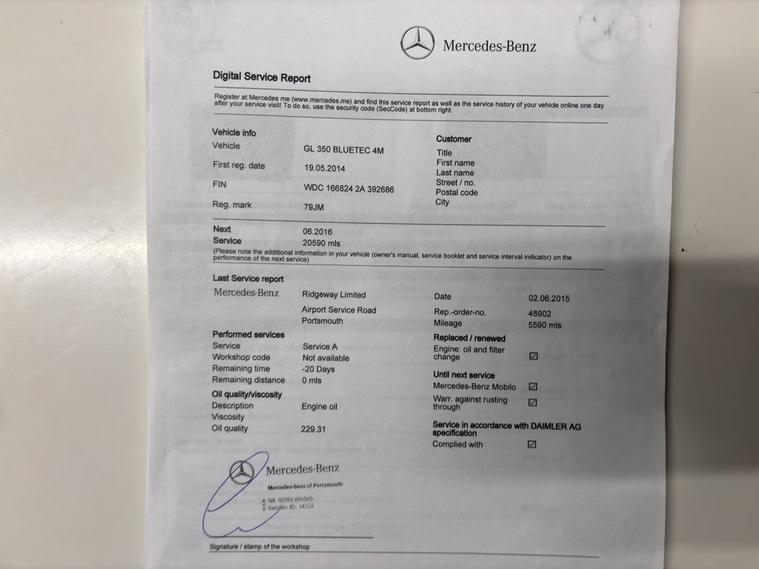 Mercedes-Benz
Digital Service Report
Register at Mercedes me (www.mercedes.me) and find this service report as well as the service history of your vehicle online one day
after your service visit! To do so, use the security code (SecCode) at bottom right.
Vehicle info
Vehicle GL 350 BLUETEC 4M
First reg. date 19.05.2014
FIN WDC 166824 2A 392686
Reg. mark 79JM
Customer
Title
First name
Last name
Street / no.
Postal code
City
Next 06.2016
Service 20590 mls
(Please note the additional information in your vehicle (owner's manual, service booklet and service interval indicator) on the
performance of the next service)
Last Service report
Mercedes-Benz Ridgeway Limited
Airport Service Road
Portsmouth
Date 02.06.2015
Rep.-order-no. 48902
Mileage 5590 mls
Performed services
Service Service A
Workshop code Not available
Remaining time -20 Days
Remaining distance 0 mls
Oil quality/viscosity
Description Engine oil
Viscosity
Oil quality 229.31
Replaced / renewed
Engine: oil and filter
change
Until next service
Mercedes-Benz Mobilo
Warr. against rusting
through
Service in accordance with DAIMLER AG
specification
Complied with
Mercedes-Benz
Mercedes-Benz of Portsmouth
Tel:
Signature / stamp of the workshop